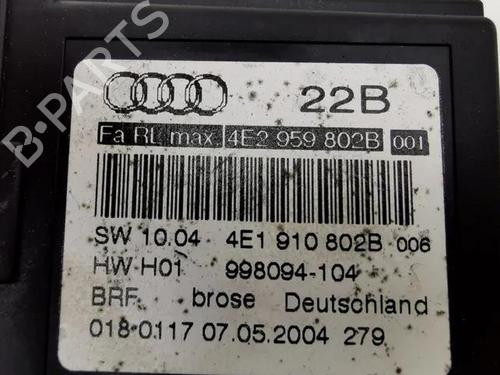 22B
Fa RL max. 4E2 959 802B 001
SW 10.04 4E1 910 802B 006
HW H01 998094-104
BRF brose Deutschland
018-0117 07.05.2004 279
B-PARTS